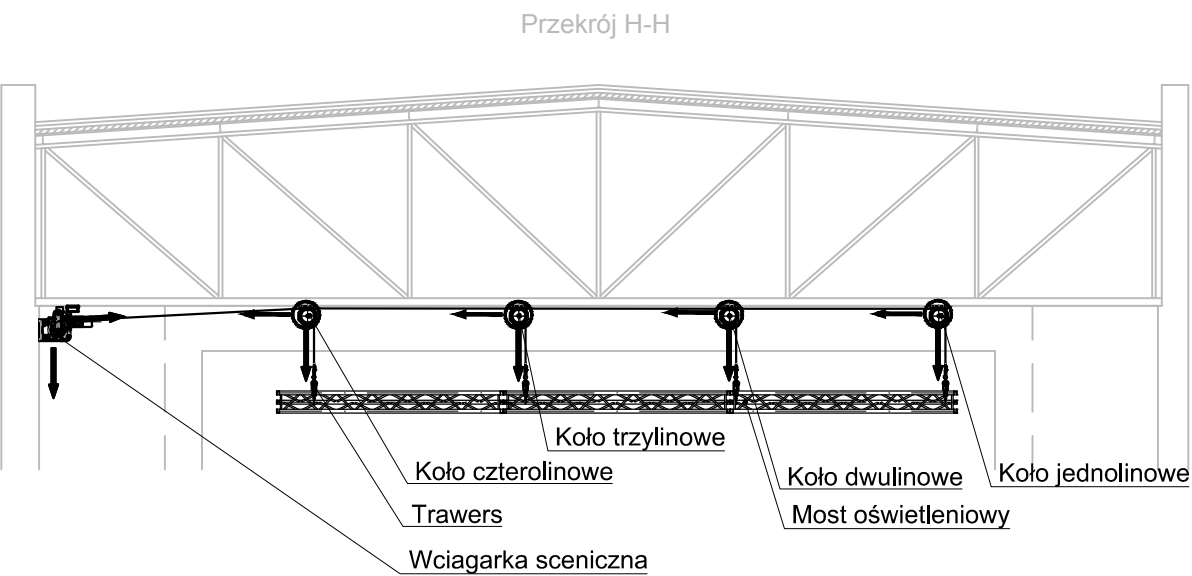 Przekrój H-H
Koło trzylinowe
Koło czterolinowe
Koło dwulinowe
Koło jednolinowe
Trawers
Most oświetleniowy
Wciagarka sceniczna